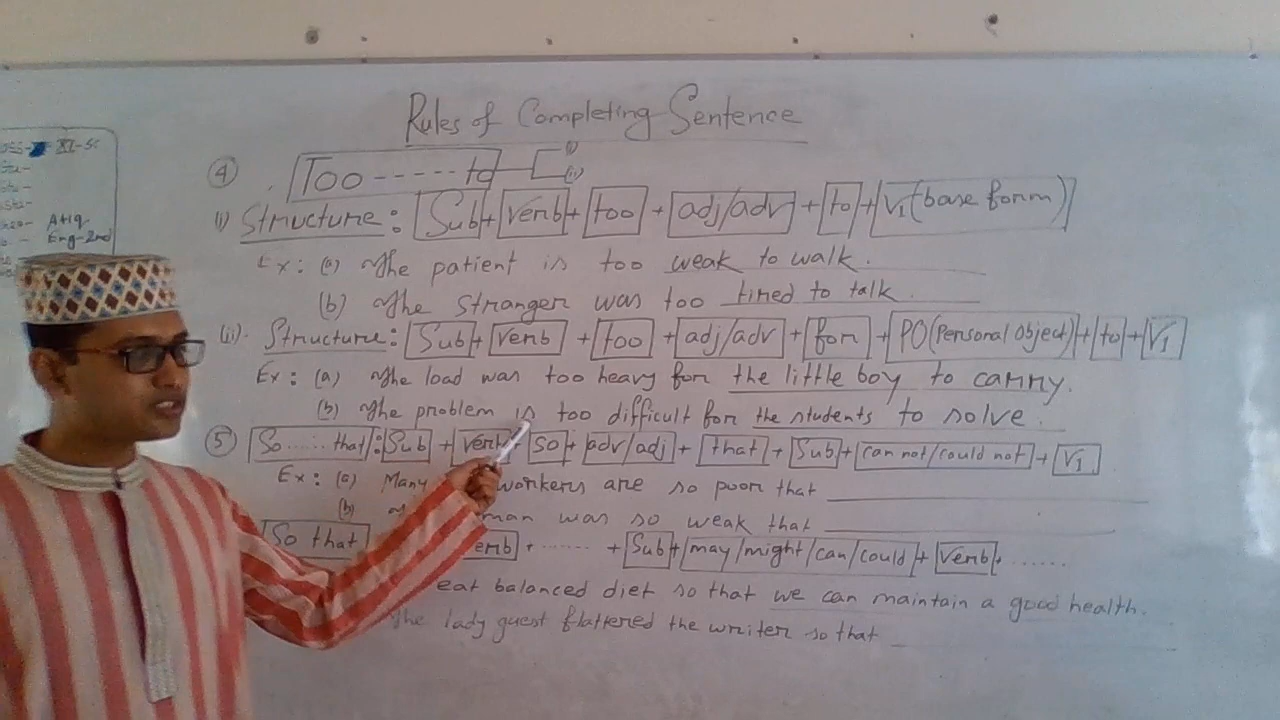 Rules of Completing Sentence
④ Too ----- to (i) (ii)
(i) Structure: Sub + verb + too + adj/adv + to + V1 (base form)
Ex: (a) The patient is too weak to walk.
(b) The stranger was too tired to talk.
(ii). Structure: Sub + verb + too + adj/adv + for + PO (Personal Object) + to + V1
Ex: (a) The load was too heavy for the little boy to carry.
(b) The problem is too difficult for the students to solve.
⑤ So ...... that: Sub + verb + so + adv/adj + that + Sub + can not/could not + V1
Ex: (a) Many workers are so poor that
(b) man was so weak that
So that verb + ...... + Sub + may/might/can/could + verb + ......
eat balanced diet so that we can maintain a good health.
The lady guest flattered the writer so that
XI-Sc
Atiq
Eng-2nd